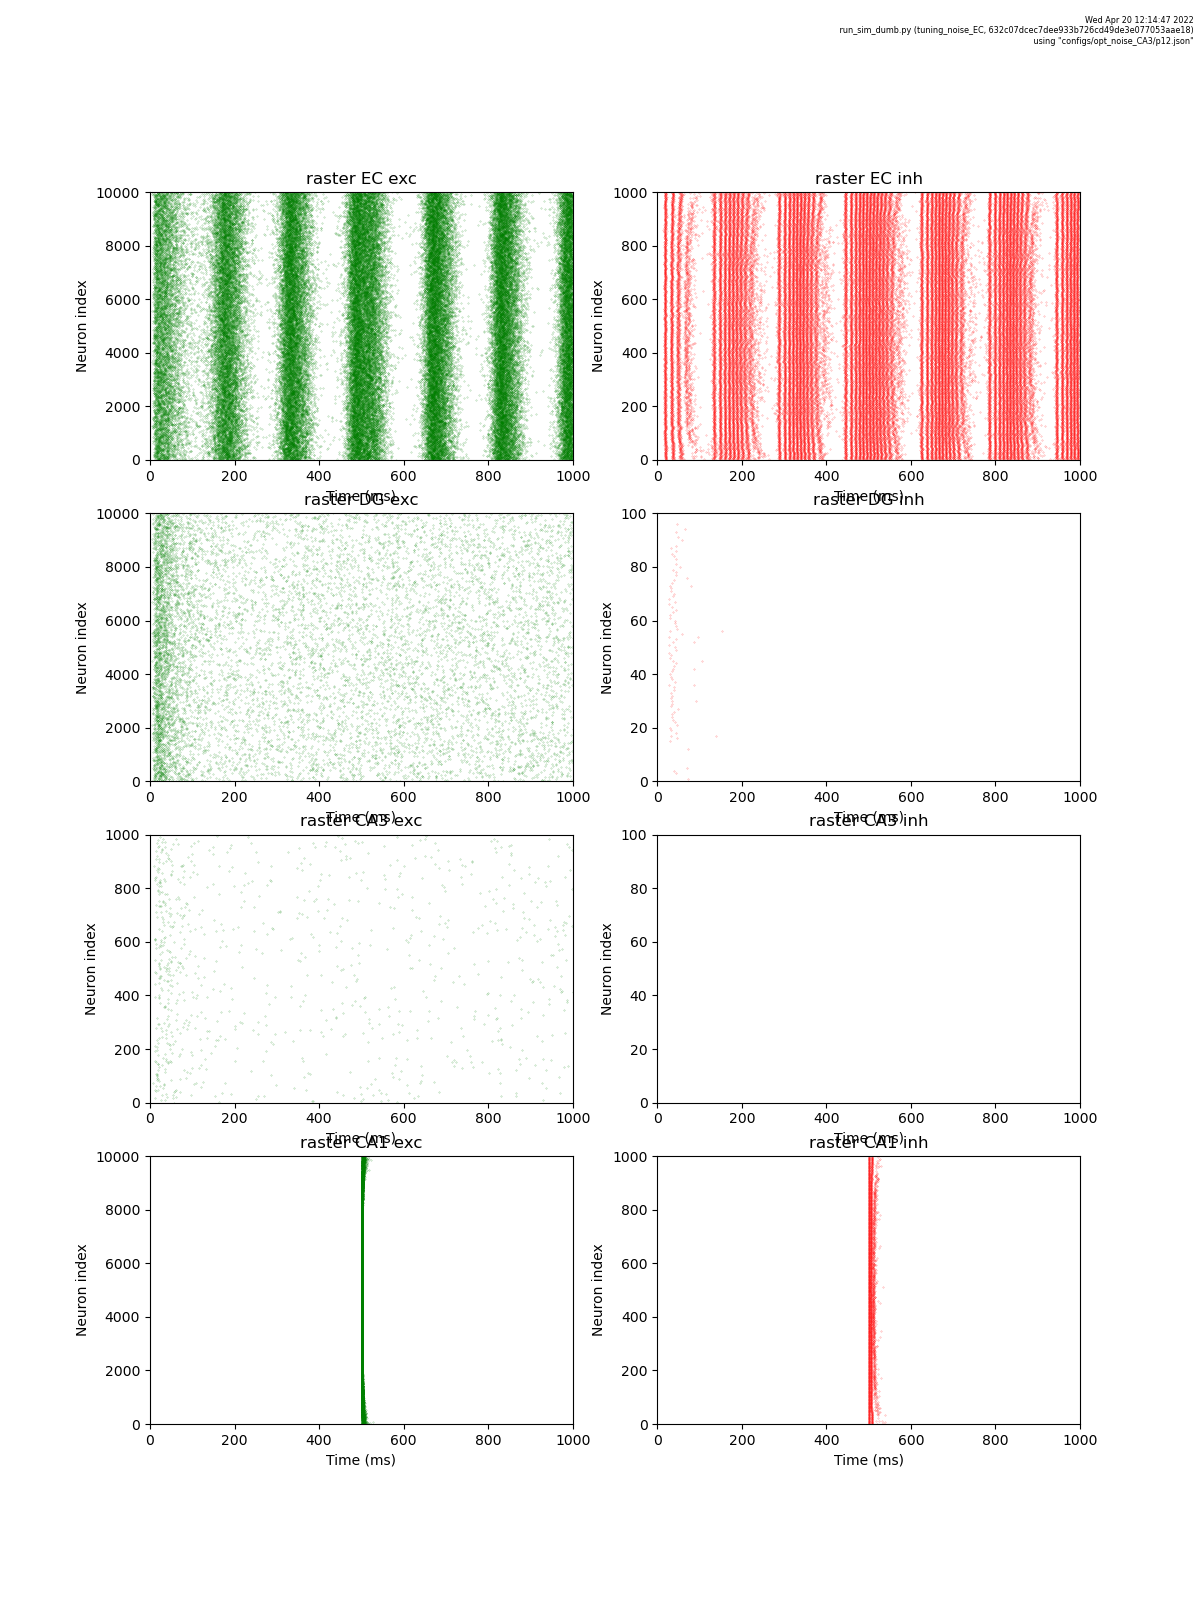 Wed Apr 20 12:14:47 2022
run_sim_dumb.py (tuning_noise_EC, 632c07dcec7dee933b726cd49de3e077053aae18)
using "configs/opt_noise_CA3/p12.json"
raster EC exc
raster EC inh
10000
8000
6000
4000
2000
0
Neuron index
0 200 400 600 800 1000
Time (ms)
1000
800
600
400
200
0
Neuron index
0 200 400 600 800 1000
Time (ms)
raster DG exc
raster DG inh
10000
8000
6000
4000
2000
0
Neuron index
0 200 400 600 800 1000
Time (ms)
100
80
60
40
20
0
Neuron index
0 200 400 600 800 1000
Time (ms)
raster CA3 exc
raster CA3 inh
1000
800
600
400
200
0
Neuron index
0 200 400 600 800 1000
Time (ms)
100
80
60
40
20
0
Neuron index
0 200 400 600 800 1000
Time (ms)
raster CA1 exc
raster CA1 inh
10000
8000
6000
4000
2000
0
Neuron index
0 200 400 600 800 1000
Time (ms)
1000
800
600
400
200
0
Neuron index
0 200 400 600 800 1000
Time (ms)